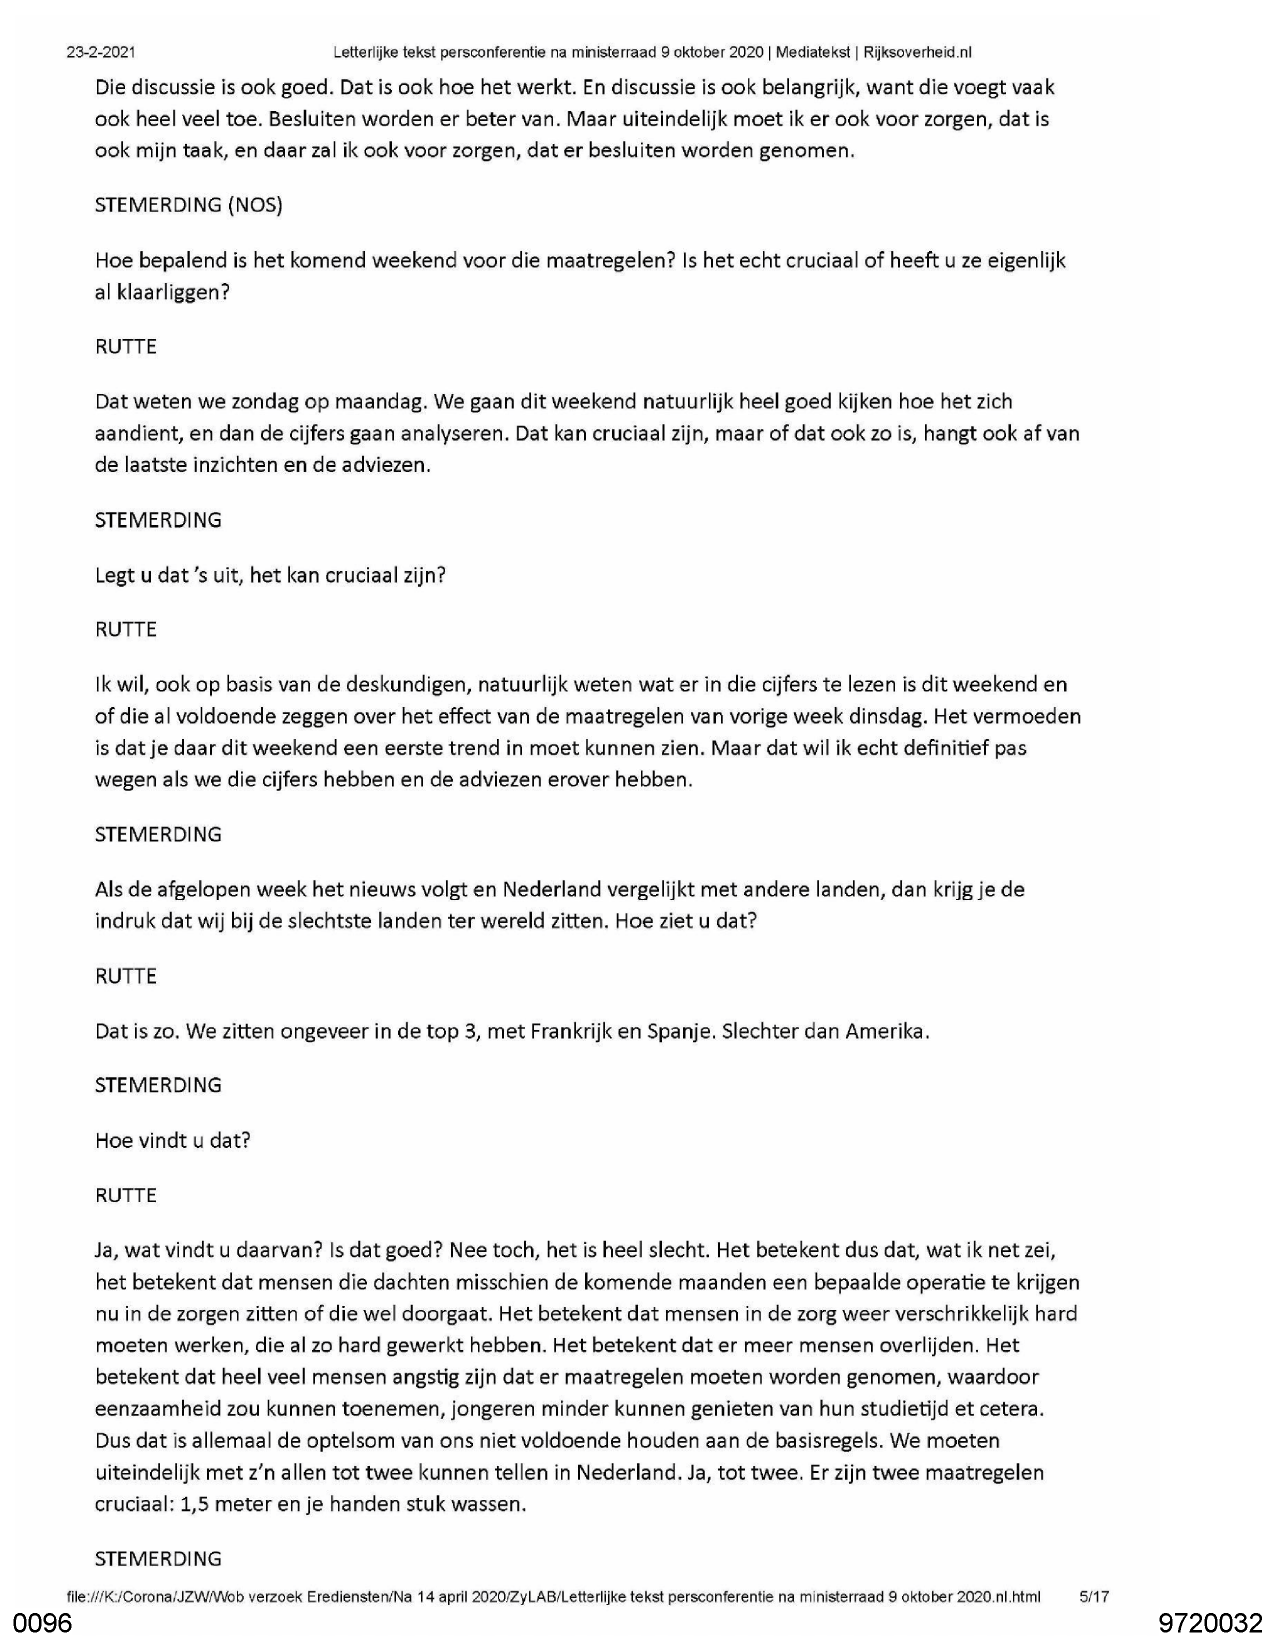 23-2-2021 Letterlijke tekst persconferentie na ministerraad 9 oktober 2020 | Mediatekst | Rijksoverheid.nl
Die discussie is ook goed. Dat is ook hoe het werkt. En discussie is ook belangrijk, want die voegt vaak
ook heel veel toe. Besluiten worden er beter van. Maar uiteindelijk moet ik er ook voor zorgen, dat is
ook mijn taak, en daar zal ik ook voor zorgen, dat er besluiten worden genomen.
STEMERDING (NOS)
Hoe bepalend is het komend weekend voor die maatregelen? Is het echt cruciaal of heeft u ze eigenlijk
al klaarliggen?
RUTTE
Dat weten we zondag op maandag. We gaan dit weekend natuurlijk heel goed kijken hoe het zich
aandient, en dan de cijfers gaan analyseren. Dat kan cruciaal zijn, maar of dat ook zo is, hangt ook af van
de laatste inzichten en de adviezen.
STEMERDING
Legt u dat 's uit, het kan cruciaal zijn?
RUTTE
Ik wil, ook op basis van de deskundigen, natuurlijk weten wat er in die cijfers te lezen is dit weekend en
of die al voldoende zeggen over het effect van de maatregelen van vorige week dinsdag. Het vermoeden
is dat je daar dit weekend een eerste trend in moet kunnen zien. Maar dat wil ik echt definitief pas
wegen als we die cijfers hebben en de adviezen erover hebben.
STEMERDING
Als de afgelopen week het nieuws volgt en Nederland vergelijkt met andere landen, dan krijg je de
indruk dat wij bij de slechtste landen ter wereld zitten. Hoe ziet u dat?
RUTTE
Dat is zo. We zitten ongeveer in de top 3, met Frankrijk en Spanje. Slechter dan Amerika.
STEMERDING
Hoe vindt u dat?
RUTTE
Ja, wat vindt u daarvan? Is dat goed? Nee toch, het is heel slecht. Het betekent dus dat, wat ik net zei,
het betekent dat mensen die dachten misschien de komende maanden een bepaalde operatie te krijgen
nu in de zorgen zitten of die wel doorgaat. Het betekent dat mensen in de zorg weer verschrikkelijk hard
moeten werken, die al zo hard gewerkt hebben. Het betekent dat er meer mensen overlijden. Het
betekent dat heel veel mensen angstig zijn dat er maatregelen moeten worden genomen, waardoor
eenzaamheid zou kunnen toenemen, jongeren minder kunnen genieten van hun studietijd et cetera.
Dus dat is allemaal de optelsom van ons niet voldoende houden aan de basisregels. We moeten
uiteindelijk met z'n allen tot twee kunnen tellen in Nederland. Ja, tot twee. Er zijn twee maatregelen
cruciaal: 1,5 meter en je handen stuk wassen.
STEMERDING
file:///K:/Corona/JZW/Wob verzoek Erediensten/Na 14 april 2020/ZyLAB/Letterlijke tekst persconferentie na ministerraad 9 oktober 2020.nl.html 5/17
0096 9720032